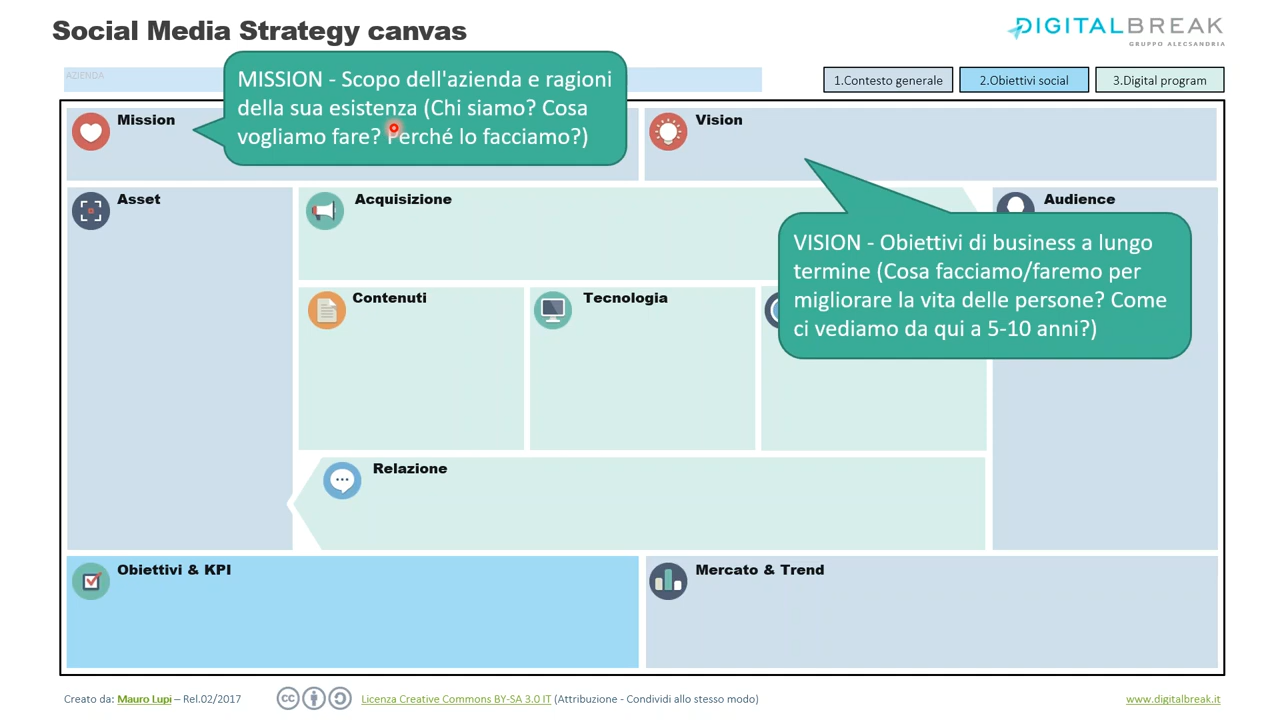 Social Media Strategy canvas
DIGITALBREAK
GRUPPO ALECSANDRIA
AZIENDA
1.Contesto generale
2.Obiettivi social
3.Digital program
MISSION - Scopo dell'azienda e ragioni
della sua esistenza (Chi siamo? Cosa
vogliamo fare? Perché lo facciamo?)
Mission
Vision
Asset
Acquisizione
Audience
VISION - Obiettivi di business a lungo
termine (Cosa facciamo/faremo per
migliorare la vita delle persone? Come
ci vediamo da qui a 5-10 anni?)
Contenuti
Tecnologia
Relazione
Obiettivi & KPI
Mercato & Trend
Creato da: Mauro Lupi – Rel.02/2017
cc
Licenza Creative Commons BY-SA 3.0 IT (Attribuzione - Condividi allo stesso modo)
www.digitalbreak.it